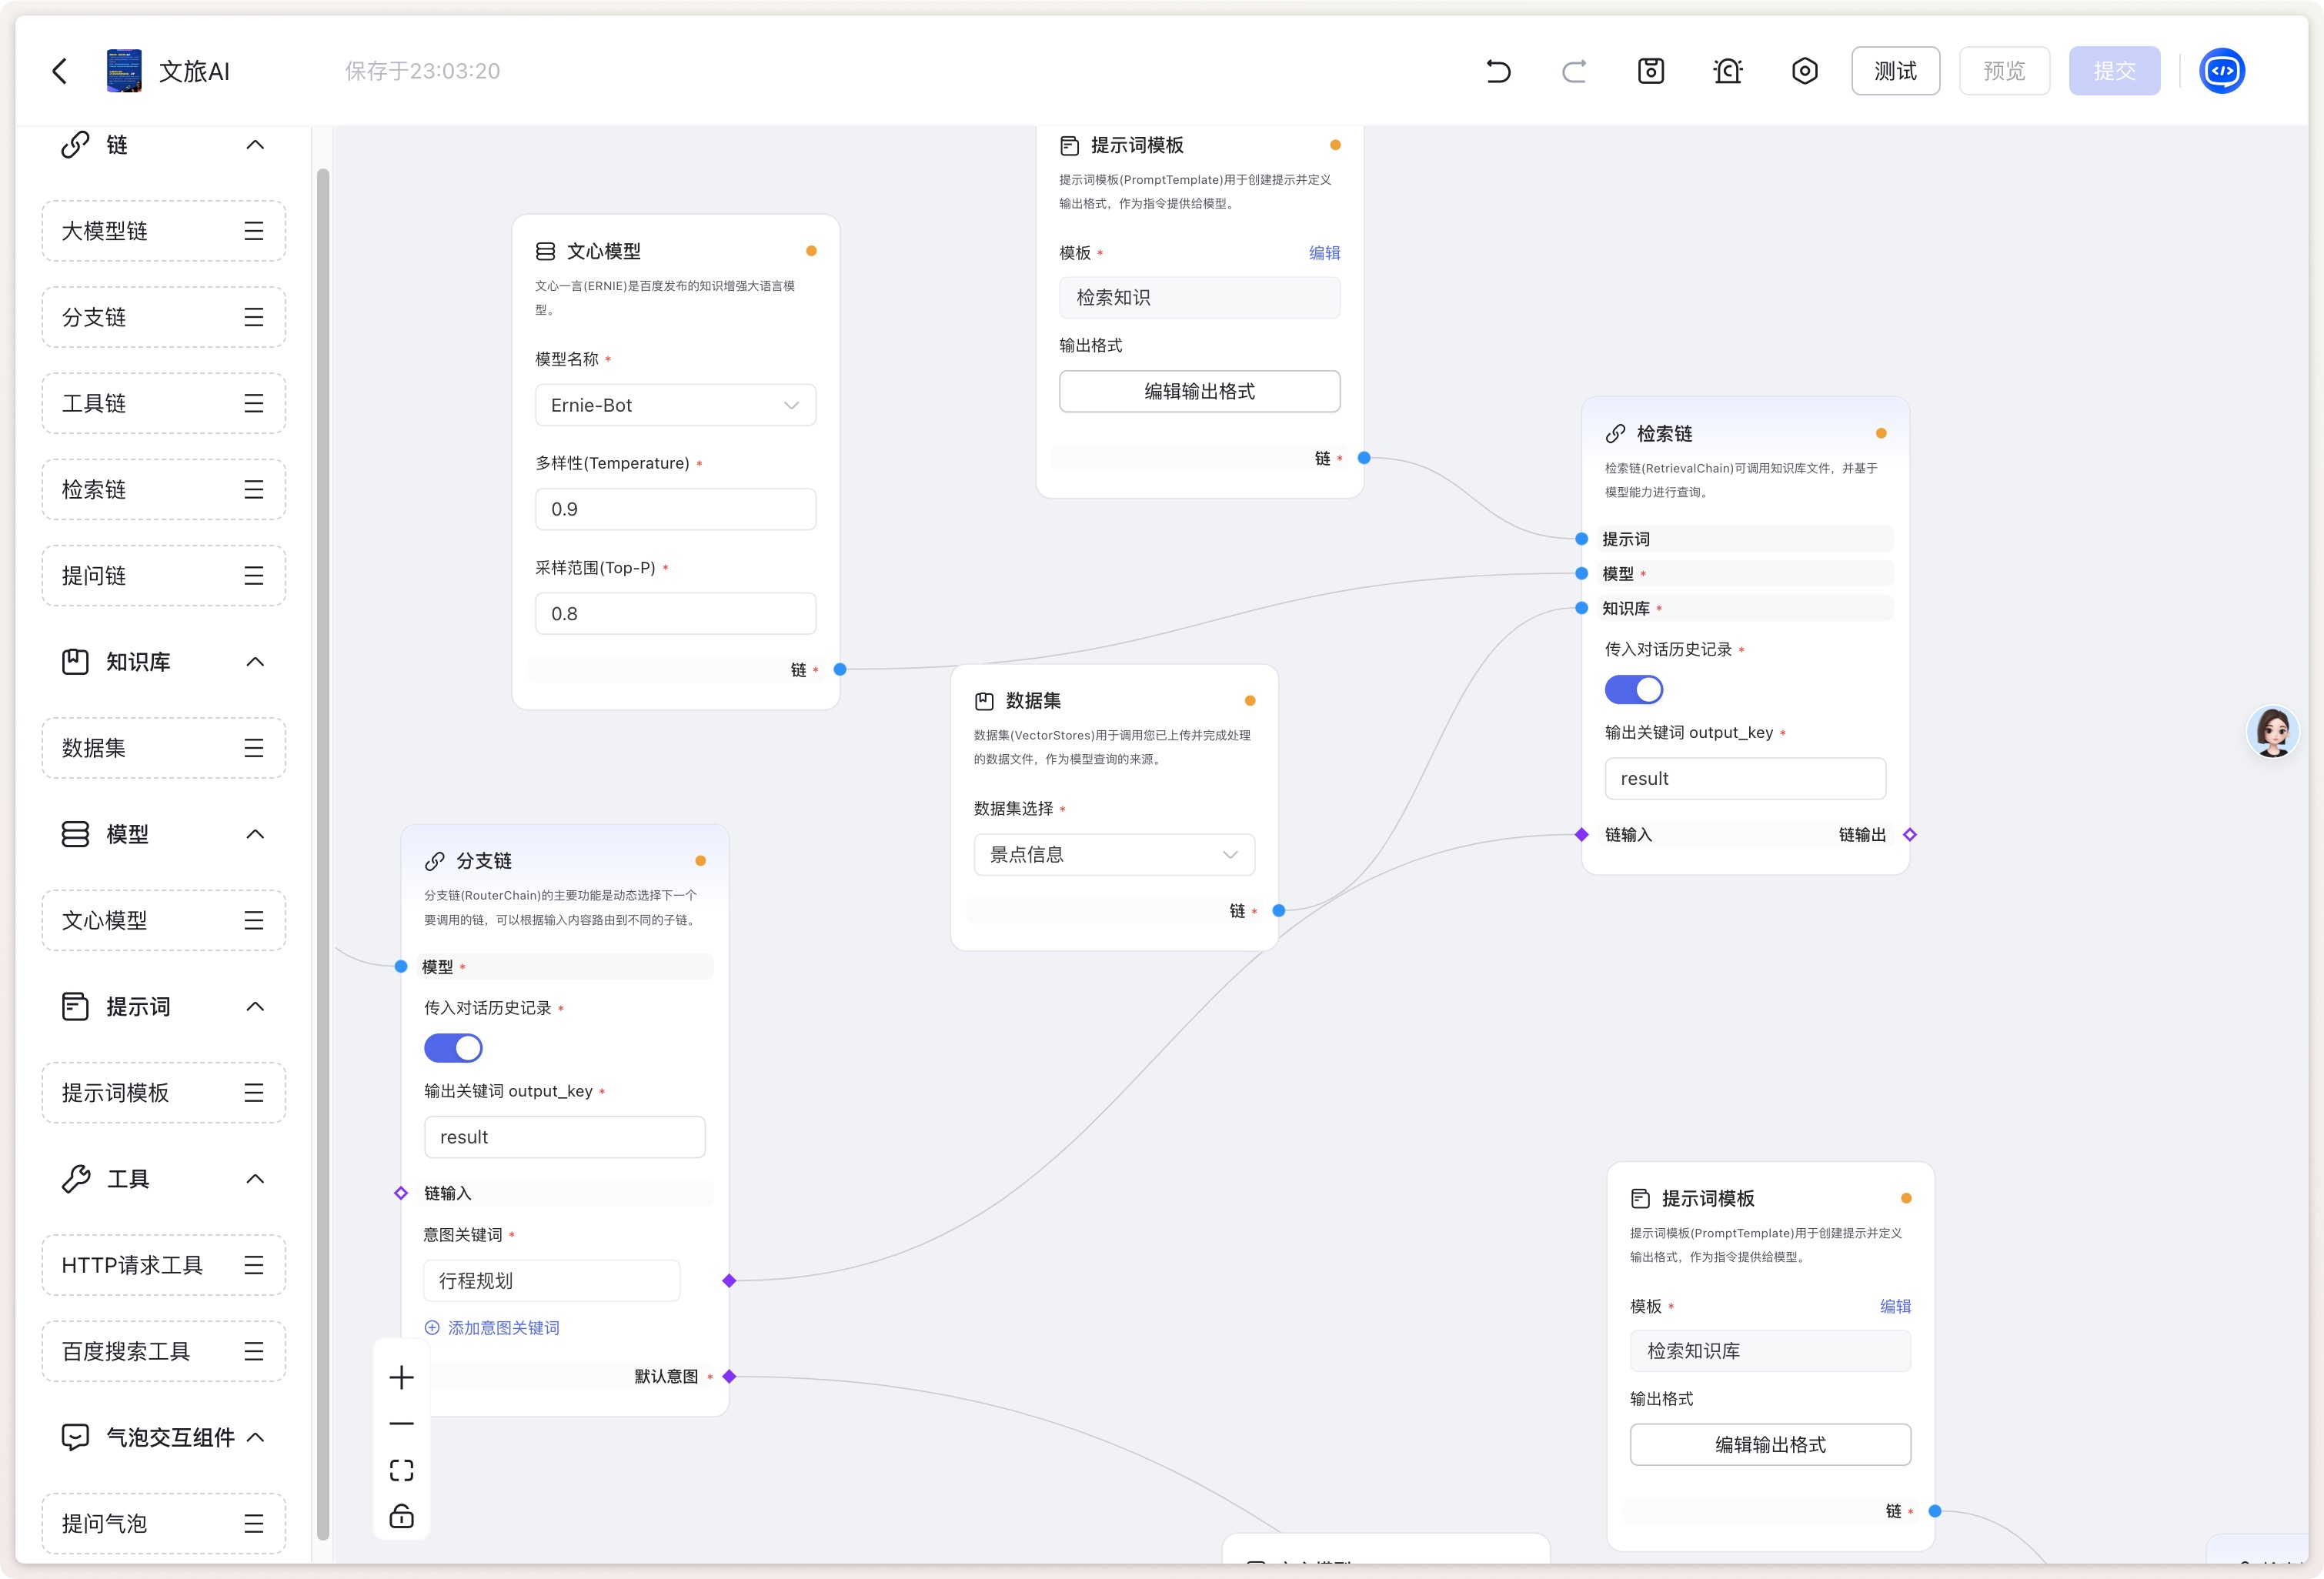 文旅AI
保存于23:03:20
测试
预览
提交
链
大模型链
分支链
工具链
检索链
提问链
知识库
数据集
模型
文心模型
提示词
提示词模板
工具
HTTP请求工具
百度搜索工具
气泡交互组件
提问气泡
文心模型
文心一言(ERNIE)是百度发布的知识增强大语言模
型。
模型名称 *
Ernie-Bot
多样性(Temperature) *
0.9
采样范围(Top-P) *
0.8
链 *
提示词模板
提示词模板(PromptTemplate)用于创建提示并定义
输出格式，作为指令提供给模型。
模板 *
编辑
检索知识
输出格式
编辑输出格式
链 *
检索链
检索链(RetrievalChain)可调用知识库文件，并基于
模型能力进行查询。
提示词
模型 *
知识库 *
传入对话历史记录 *
输出关键词 output_key *
result
链输入
链输出
数据集
数据集(VectorStores)用于调用您已上传并完成处理
的数据文件，作为模型查询的来源。
数据集选择 *
景点信息
链 *
分支链
分支链(RouterChain)的主要功能是动态选择下一个
要调用的链，可以根据输入内容路由到不同的子链。
模型 *
传入对话历史记录 *
输出关键词 output_key *
result
链输入
意图关键词 *
行程规划
添加意图关键词
默认意图 *
提示词模板
提示词模板(PromptTemplate)用于创建提示并定义
输出格式，作为指令提供给模型。
模板 *
编辑
检索知识库
输出格式
编辑输出格式
链 *